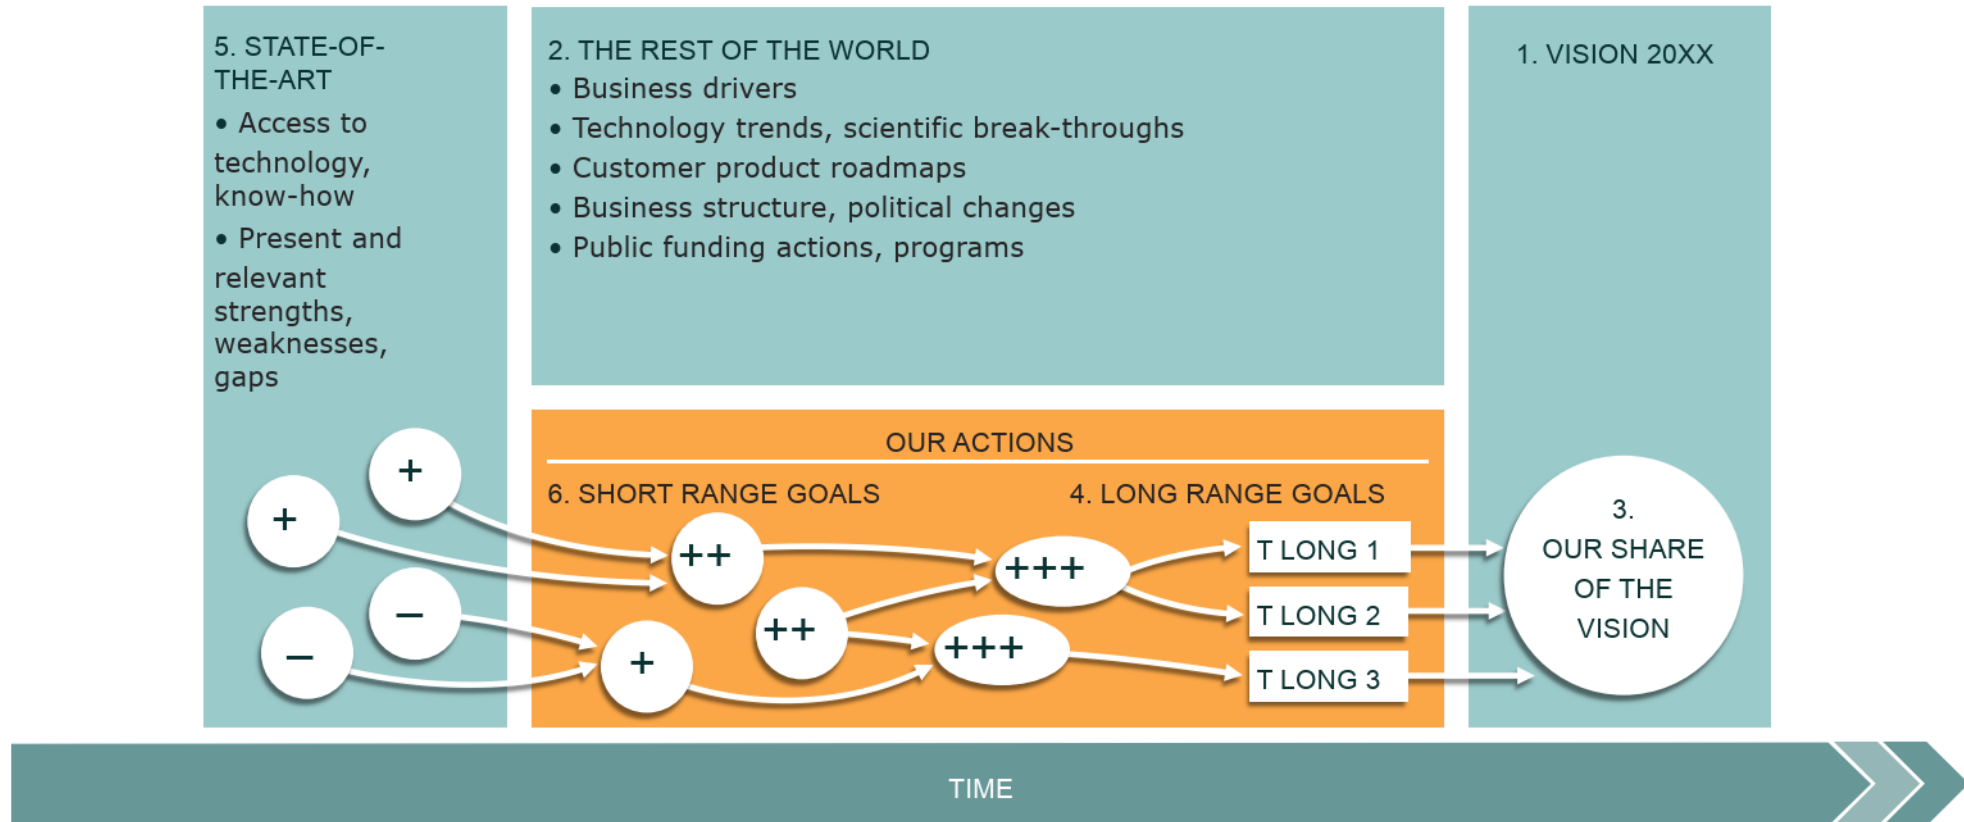 5. STATE-OF-
THE-ART
• Access to
technology,
know-how
• Present and
relevant
strengths,
weaknesses,
gaps
+
+
–
–
2. THE REST OF THE WORLD
• Business drivers
• Technology trends, scientific break-throughs
• Customer product roadmaps
• Business structure, political changes
• Public funding actions, programs
OUR ACTIONS
6. SHORT RANGE GOALS
4. LONG RANGE GOALS
++
++
+
+++
+++
T LONG 1
T LONG 2
T LONG 3
1. VISION 20XX
3.
OUR SHARE
OF THE
VISION
TIME